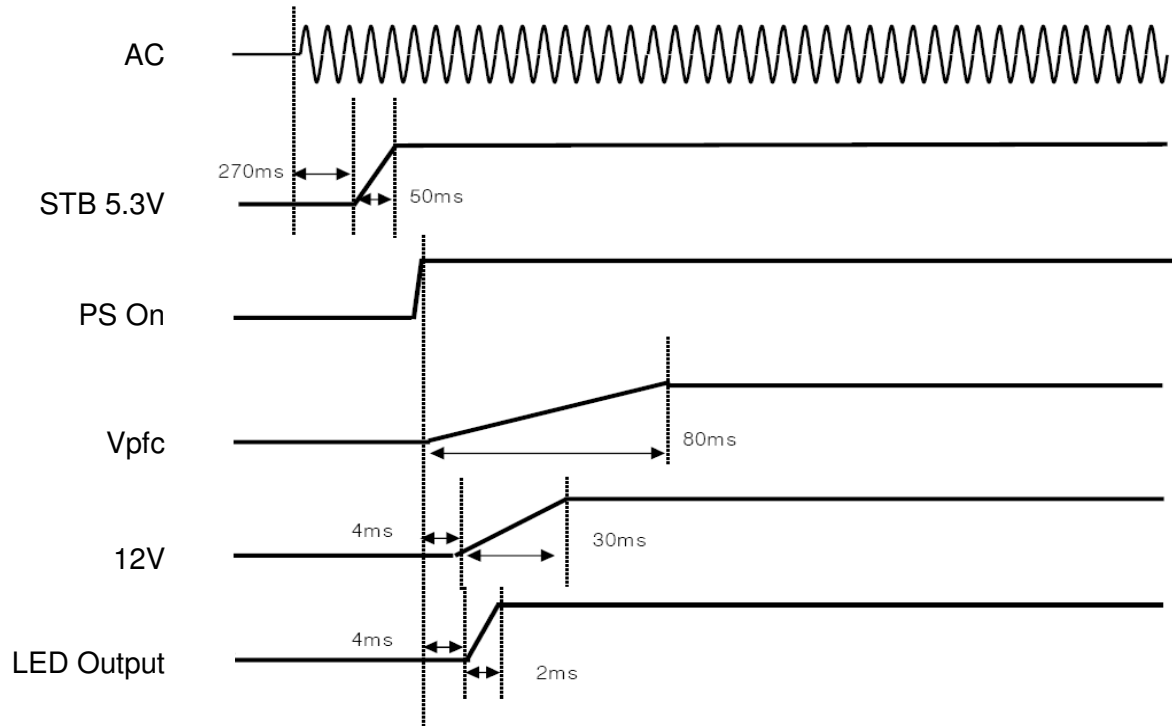 AC
270ms
STB 5.3V
50ms
PS On
Vpfc
80ms
4ms
12V
30ms
4ms
LED Output
2ms